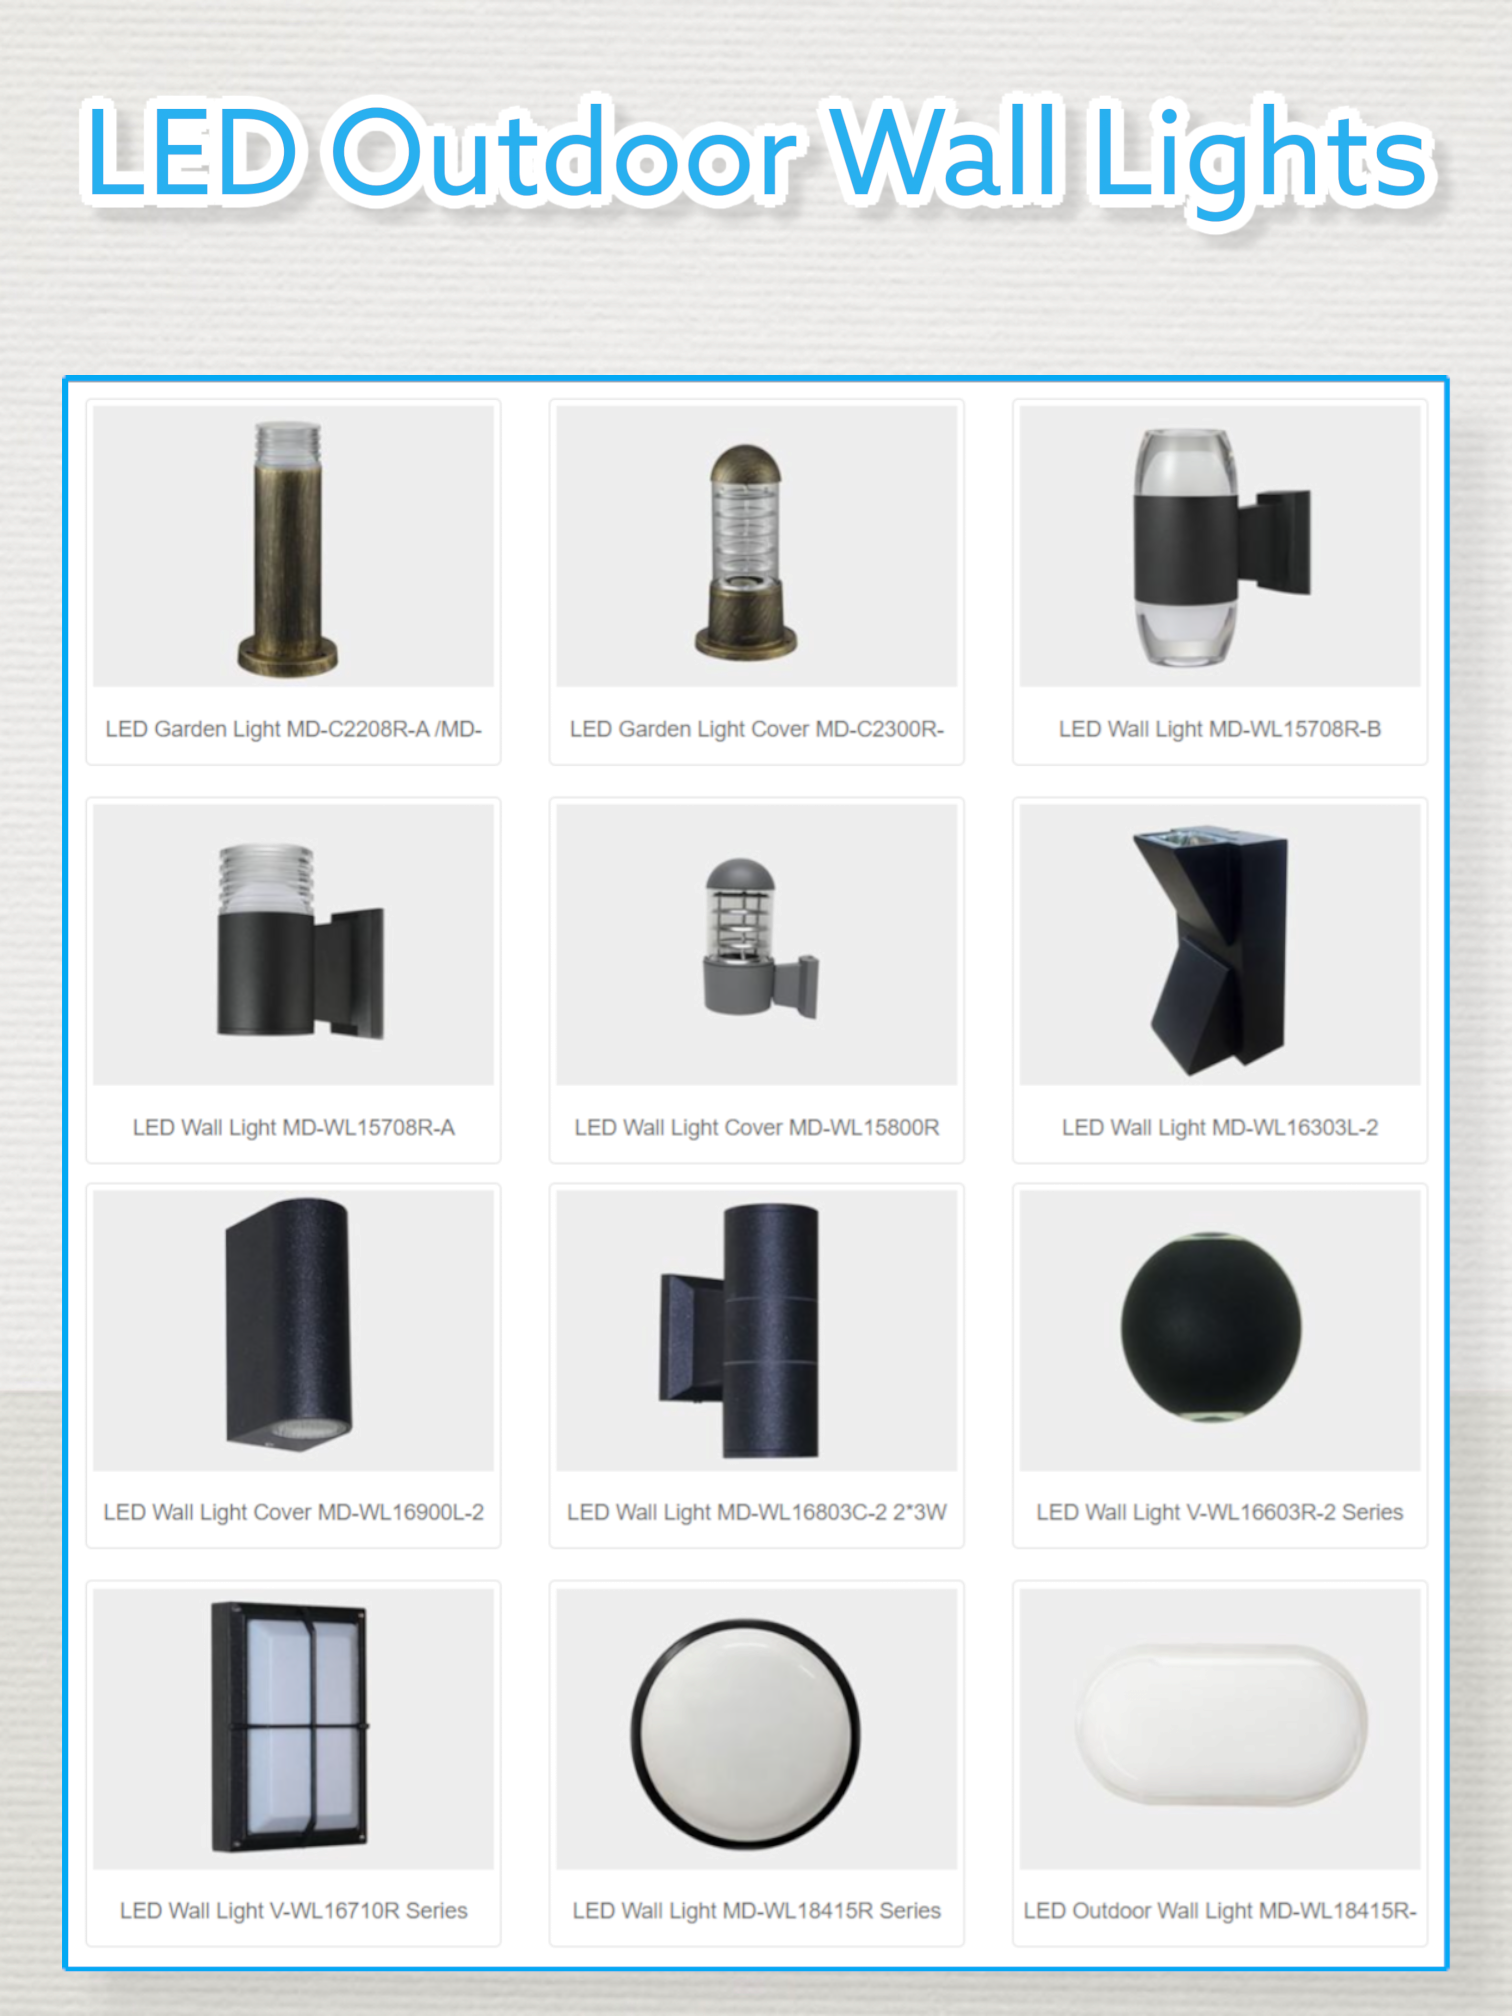 LED Outdoor Wall Lights
LED Garden Light MD-C2208R-A /MD-
LED Garden Light Cover MD-C2300R-
LED Wall Light MD-WL15708R-B
LED Wall Light MD-WL15708R-A
LED Wall Light Cover MD-WL15800R
LED Wall Light MD-WL16303L-2
LED Wall Light Cover MD-WL16900L-2
LED Wall Light MD-WL16803C-2 2*3W
LED Wall Light V-WL16603R-2 Series
LED Wall Light V-WL16710R Series
LED Wall Light MD-WL18415R Series
LED Outdoor Wall Light MD-WL18415R-